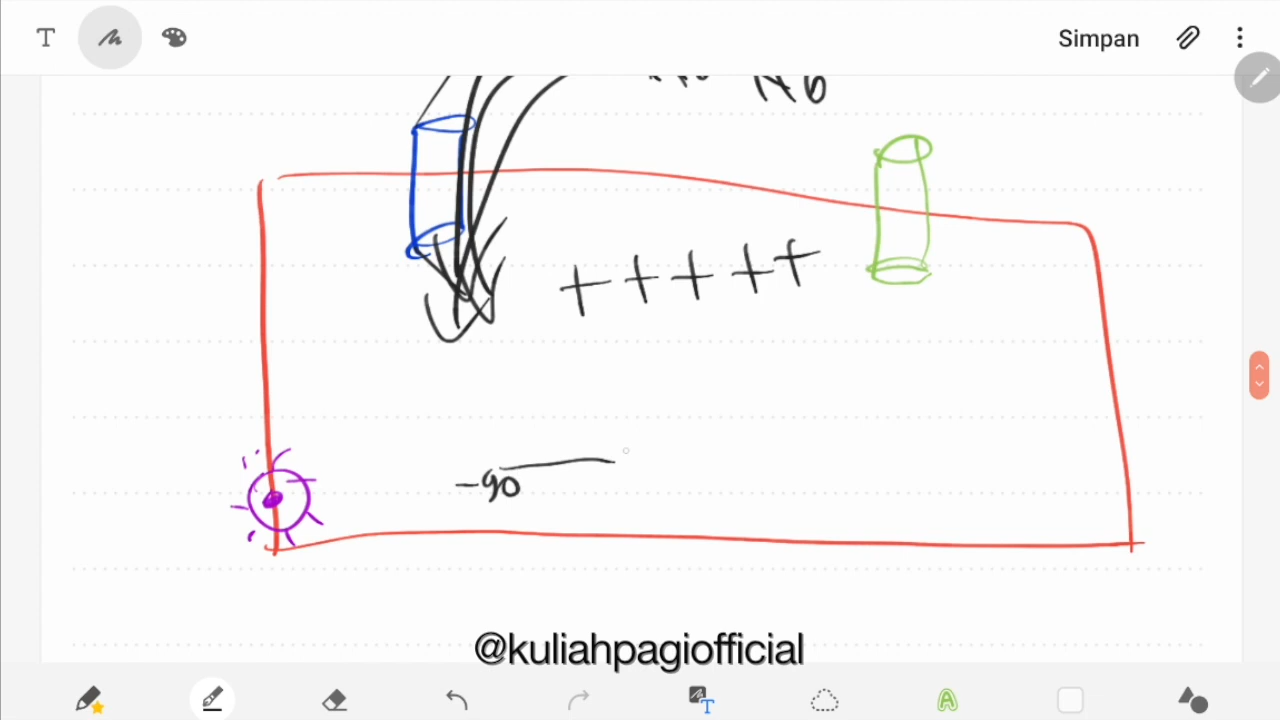 T Simpan
+ + + + +
-90
@kuliahpagiofficial
T
A